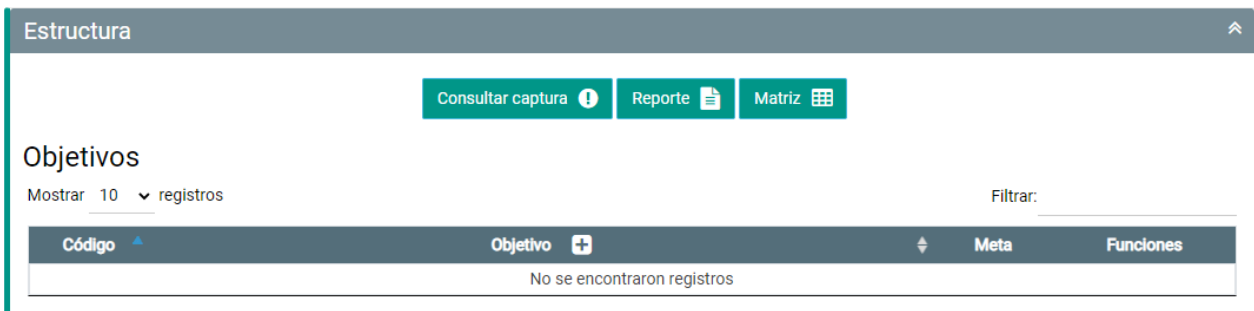 Estructura
Consultar captura Reporte Matriz
Objetivos
Mostrar 10 registros Filtrar:
Código Objetivo Meta Funciones
No se encontraron registros